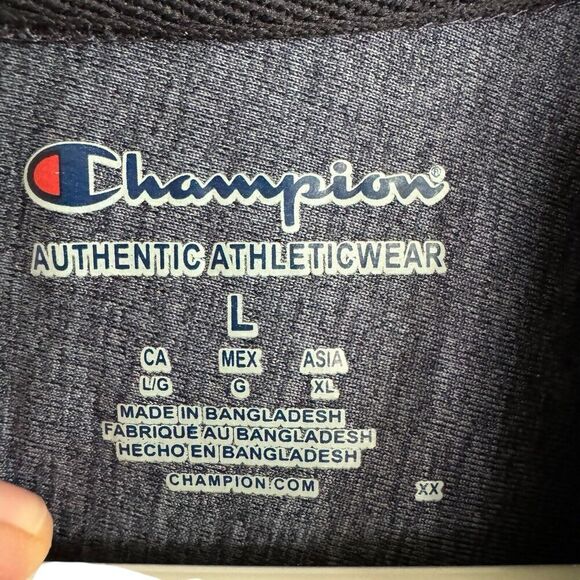 Champion®
AUTHENTIC ATHLETICWEAR
L
CA MEX ASIA
L/G G XL
MADE IN BANGLADESH
FABRIQUÉ AU BANGLADESH
HECHO EN BANGLADESH
CHAMPION.COM XX